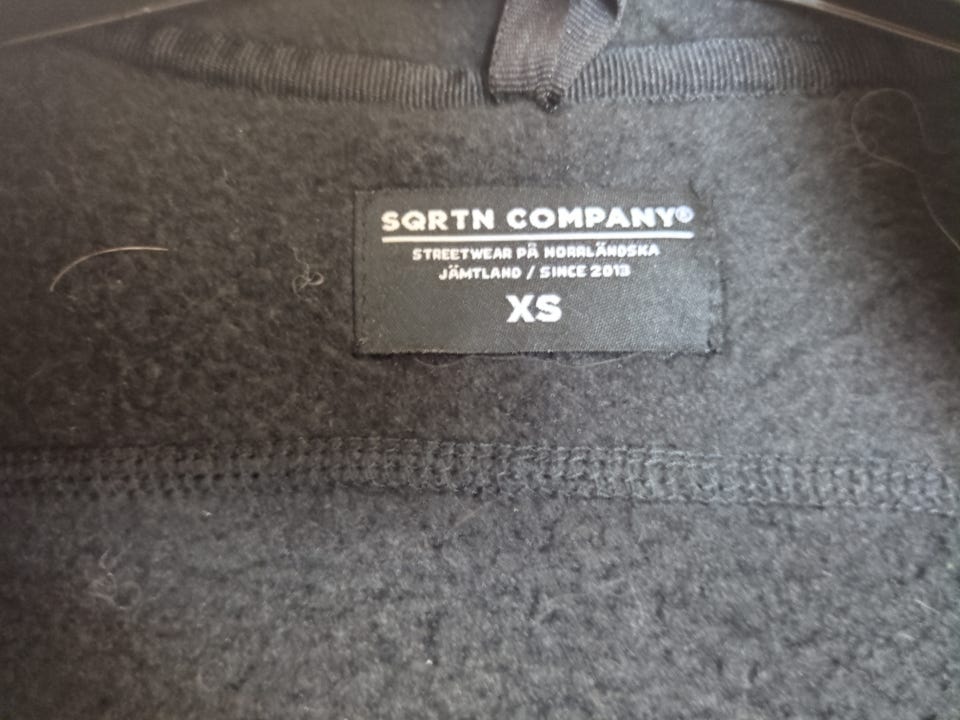 SQRTN COMPANY®
STREETWEAR PÅ NORRLÄNDSKA
JÄMTLAND / SINCE 2013
XS